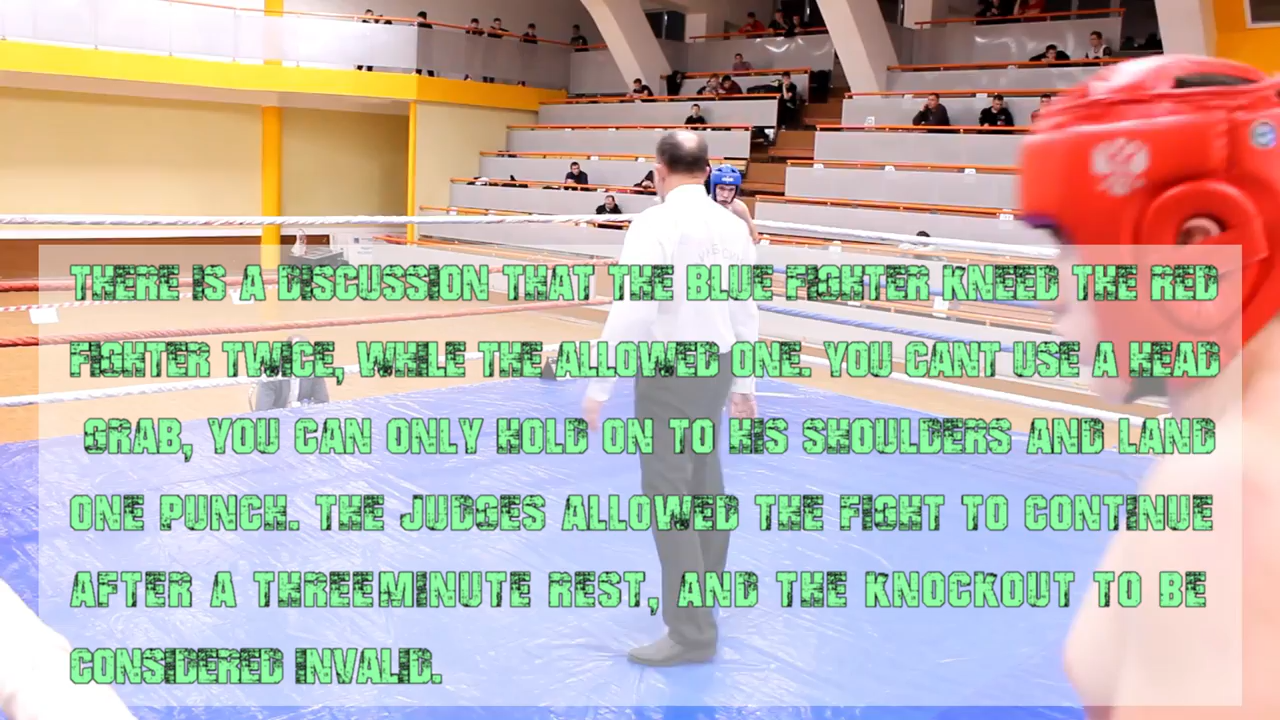 THERE IS A DISCUSSION THAT THE BLUE FIGHTER KNEED THE RED
FIGHTER TWICE, WHILE THE ALLOWED ONE. YOU CANT USE A HEAD
GRAB, YOU CAN ONLY HOLD ON TO HIS SHOULDERS AND LAND
ONE PUNCH. THE JUDGES ALLOWED THE FIGHT TO CONTINUE
AFTER A THREEMINUTE REST, AND THE KNOCKOUT TO BE
CONSIDERED INVALID.